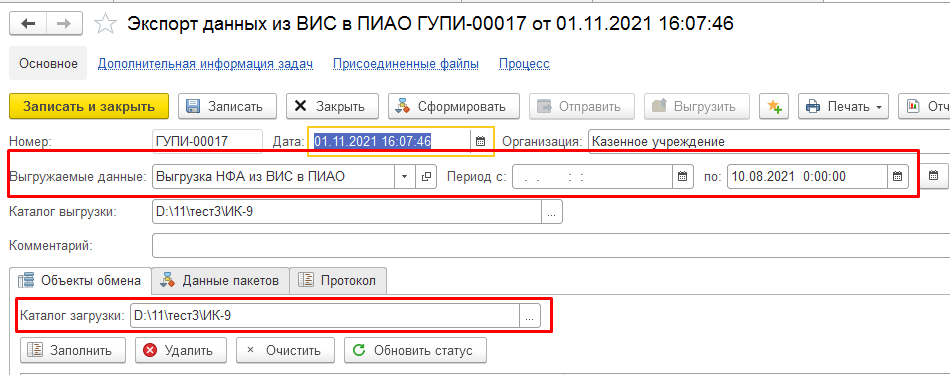 Экспорт данных из ВИС в ПИАО ГУПИ-00017 от 01.11.2021 16:07:46
Основное Дополнительная информация задач Присоединенные файлы Процесс
Записать и закрыть Записать Закрыть Сформировать Отправить Выгрузить Печать Отч
Номер: ГУПИ-00017 Дата: 01.11.2021 16:07:46 Организация: Казенное учреждение
Выгружаемые данные: Выгрузка НФА из ВИС в ПИАО Период с: . . : : по: 10.08.2021 0:00:00
Каталог выгрузки: D:\11\тест3\ИК-9 ...
Комментарий:
Объекты обмена Данные пакетов Протокол
Каталог загрузки: D:\11\тест3\ИК-9 ...
Заполнить Удалить Очистить Обновить статус